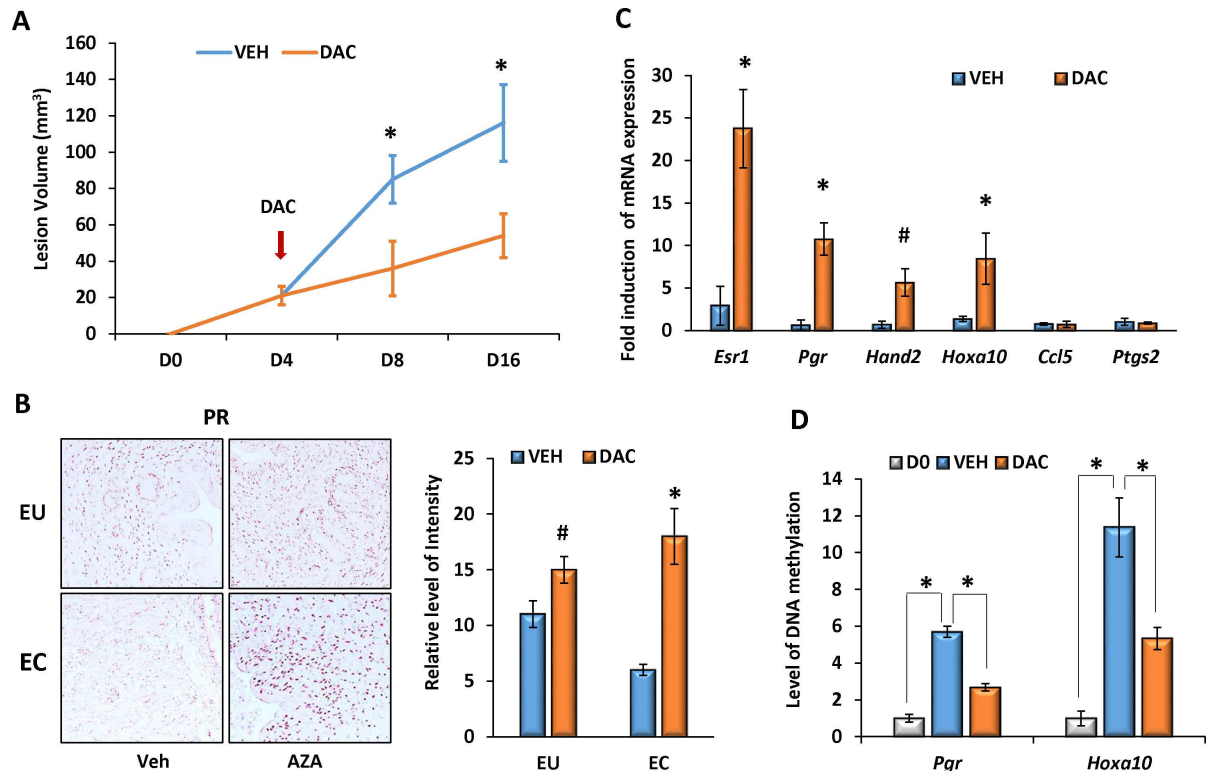 A
VEH DAC
Lesion Volume (mm³)
160
140
120
100
80
60
40
20
0
DAC
*
*
D0 D4 D8 D16
B
PR
EU
EC
Veh AZA
VEH DAC
Relative level of Intensity
25
20
15
10
5
0
#
*
EU EC
C
VEH DAC
Fold induction of mRNA expression
30
25
20
15
10
5
0
*
*
#
*
Esr1 Pgr Hand2 Hoxa10 Ccl5 Ptgs2
D
D0 VEH DAC
Level of DNA methylation
14
12
10
8
6
4
2
0
* *
* *
Pgr Hoxa10